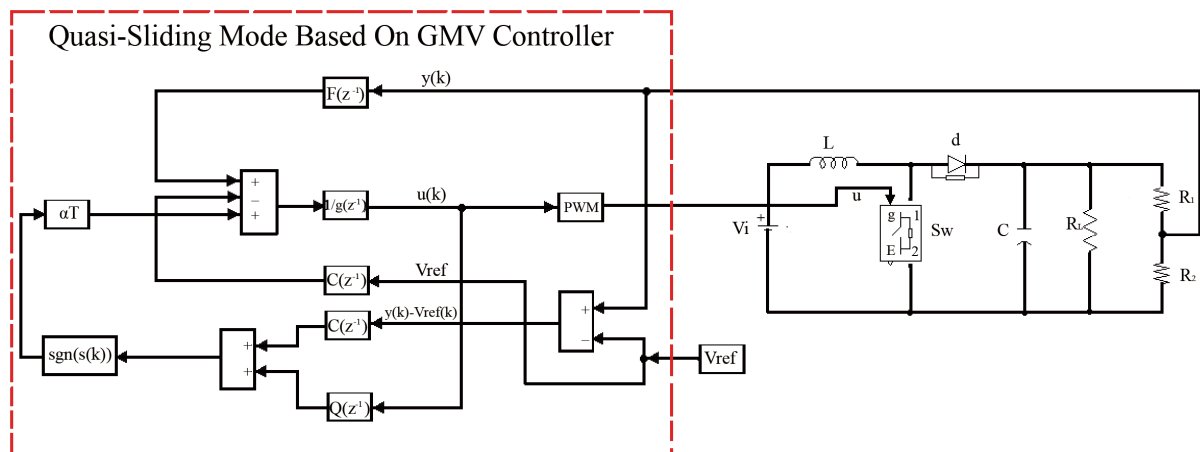 Quasi-Sliding Mode Based On GMV Controller
y(k)
F(z⁻¹)
L
d
+
−
+
αT
1/g(z⁻¹)
u(k)
PWM
u
Vi
+
g
1
E
2
Sw
C
RL
R₁
R₂
C(z⁻¹)
Vref
C(z⁻¹)
y(k)-Vref(k)
+
−
sgn(s(k))
+
+
Vref
Q(z⁻¹)